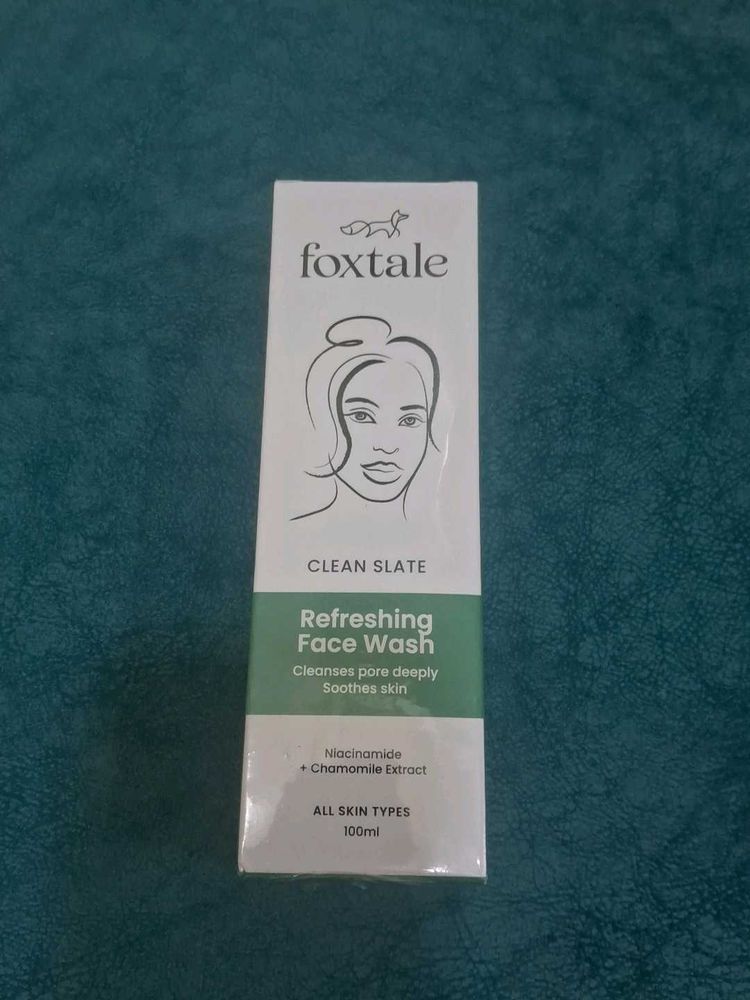 foxtale
CLEAN SLATE
Refreshing
Face Wash
Cleanses pore deeply
Soothes skin
Niacinamide
+ Chamomile Extract
ALL SKIN TYPES
100ml